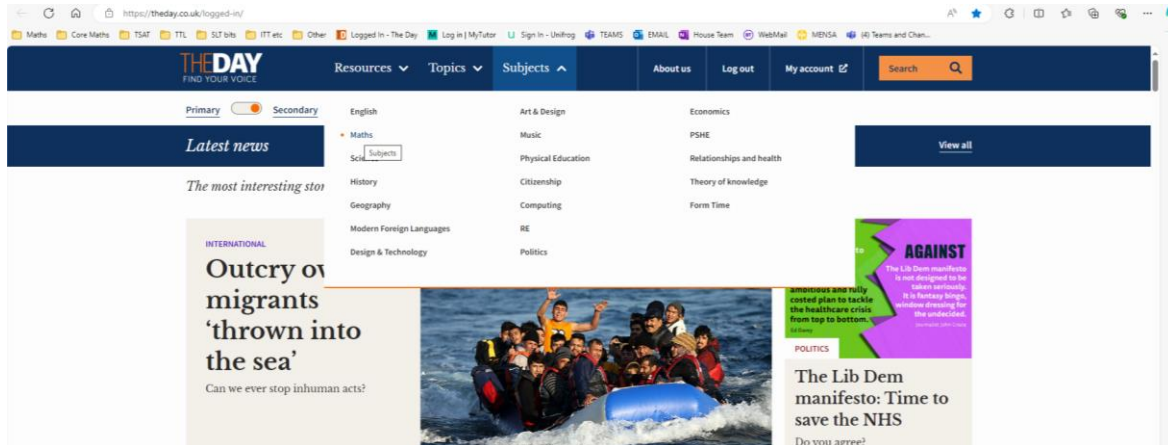 https://theday.co.uk/logged-in/
Maths Core Maths TSAT TTL SLT bits ITT etc Other Logged In - The Day Log in | MyTutor Sign In - Unifrog TEAMS EMAIL House Team WebMail MENSA (4) Teams and Chan...
THEDAY
FIND YOUR VOICE
Resources Topics Subjects About us Log out My account Search
Primary Secondary
English
Maths
Subjects
History
Geography
Modern Foreign Languages
Design & Technology
Art & Design
Music
Physical Education
Citizenship
Computing
RE
Politics
Economics
PSHE
Relationships and health
Theory of knowledge
Form Time
Latest news
View all
The most interesting stor
INTERNATIONAL
Outcry ov
migrants
‘thrown into
the sea’
Can we ever stop inhuman acts?
to
ambitious and fully
costed plan to tackle
the healthcare crisis
from top to bottom.
Ed Davey
AGAINST
The Lib Dem manifesto
is not designed to be
taken seriously.
It is fantasy bingo,
window dressing for
the undecided.
POLITICS
The Lib Dem
manifesto: Time to
save the NHS
Do you agree?